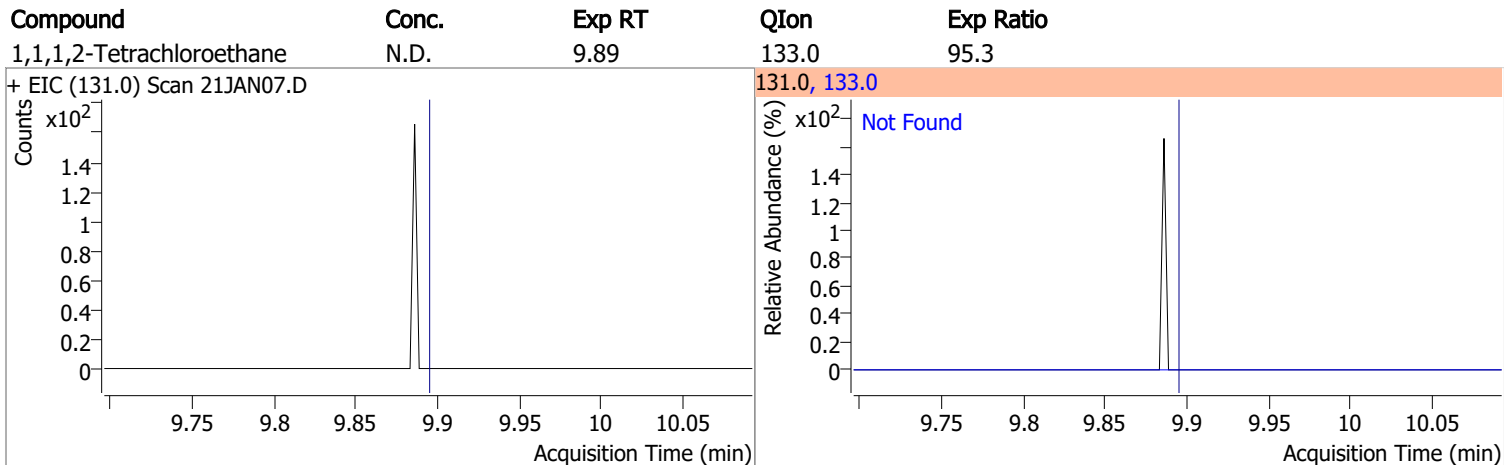 Compound Conc. Exp RT QIon Exp Ratio
1,1,1,2-Tetrachloroethane N.D. 9.89 133.0 95.3
+ EIC (131.0) Scan 21JAN07.D
Counts
x10²
1.4
1.2
1
0.8
0.6
0.4
0.2
0
9.75 9.8 9.85 9.9 9.95 10 10.05
Acquisition Time (min)
131.0, 133.0
Relative Abundance (%)
x10²
Not Found
1.4
1.2
1
0.8
0.6
0.4
0.2
0
9.75 9.8 9.85 9.9 9.95 10 10.05
Acquisition Time (min)